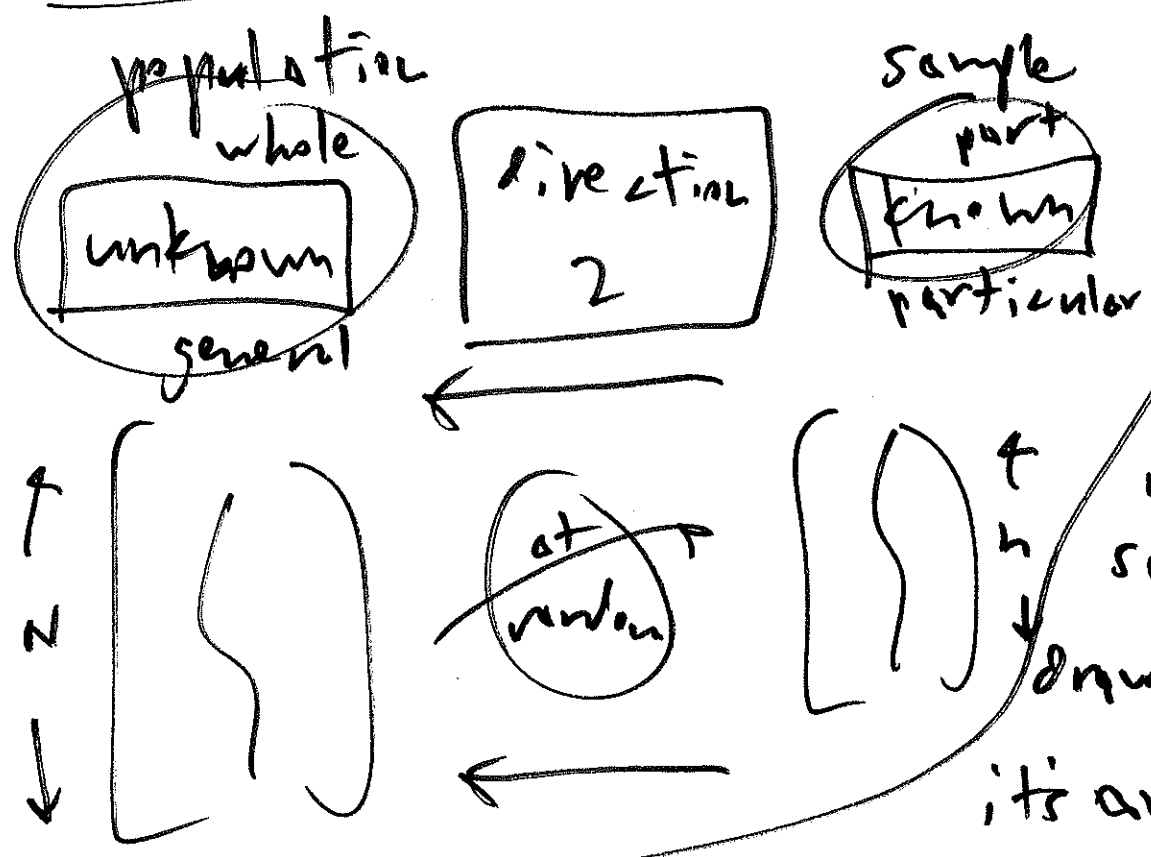 population
whole
unknown
general
direction
2
sample
part
known
particular
N
at
random
n
it's